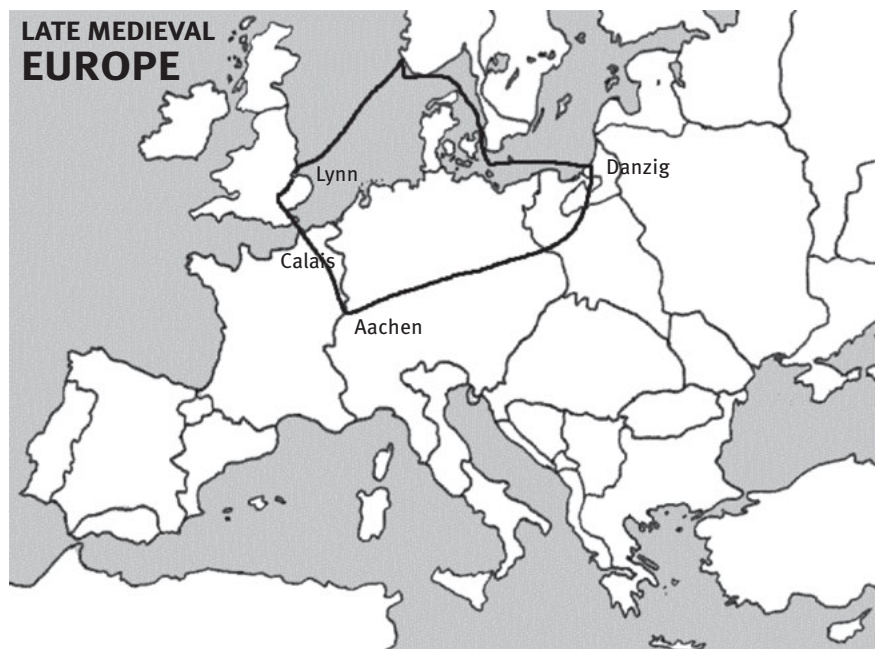 LATE MEDIEVAL
EUROPE
Lynn
Danzig
Calais
Aachen